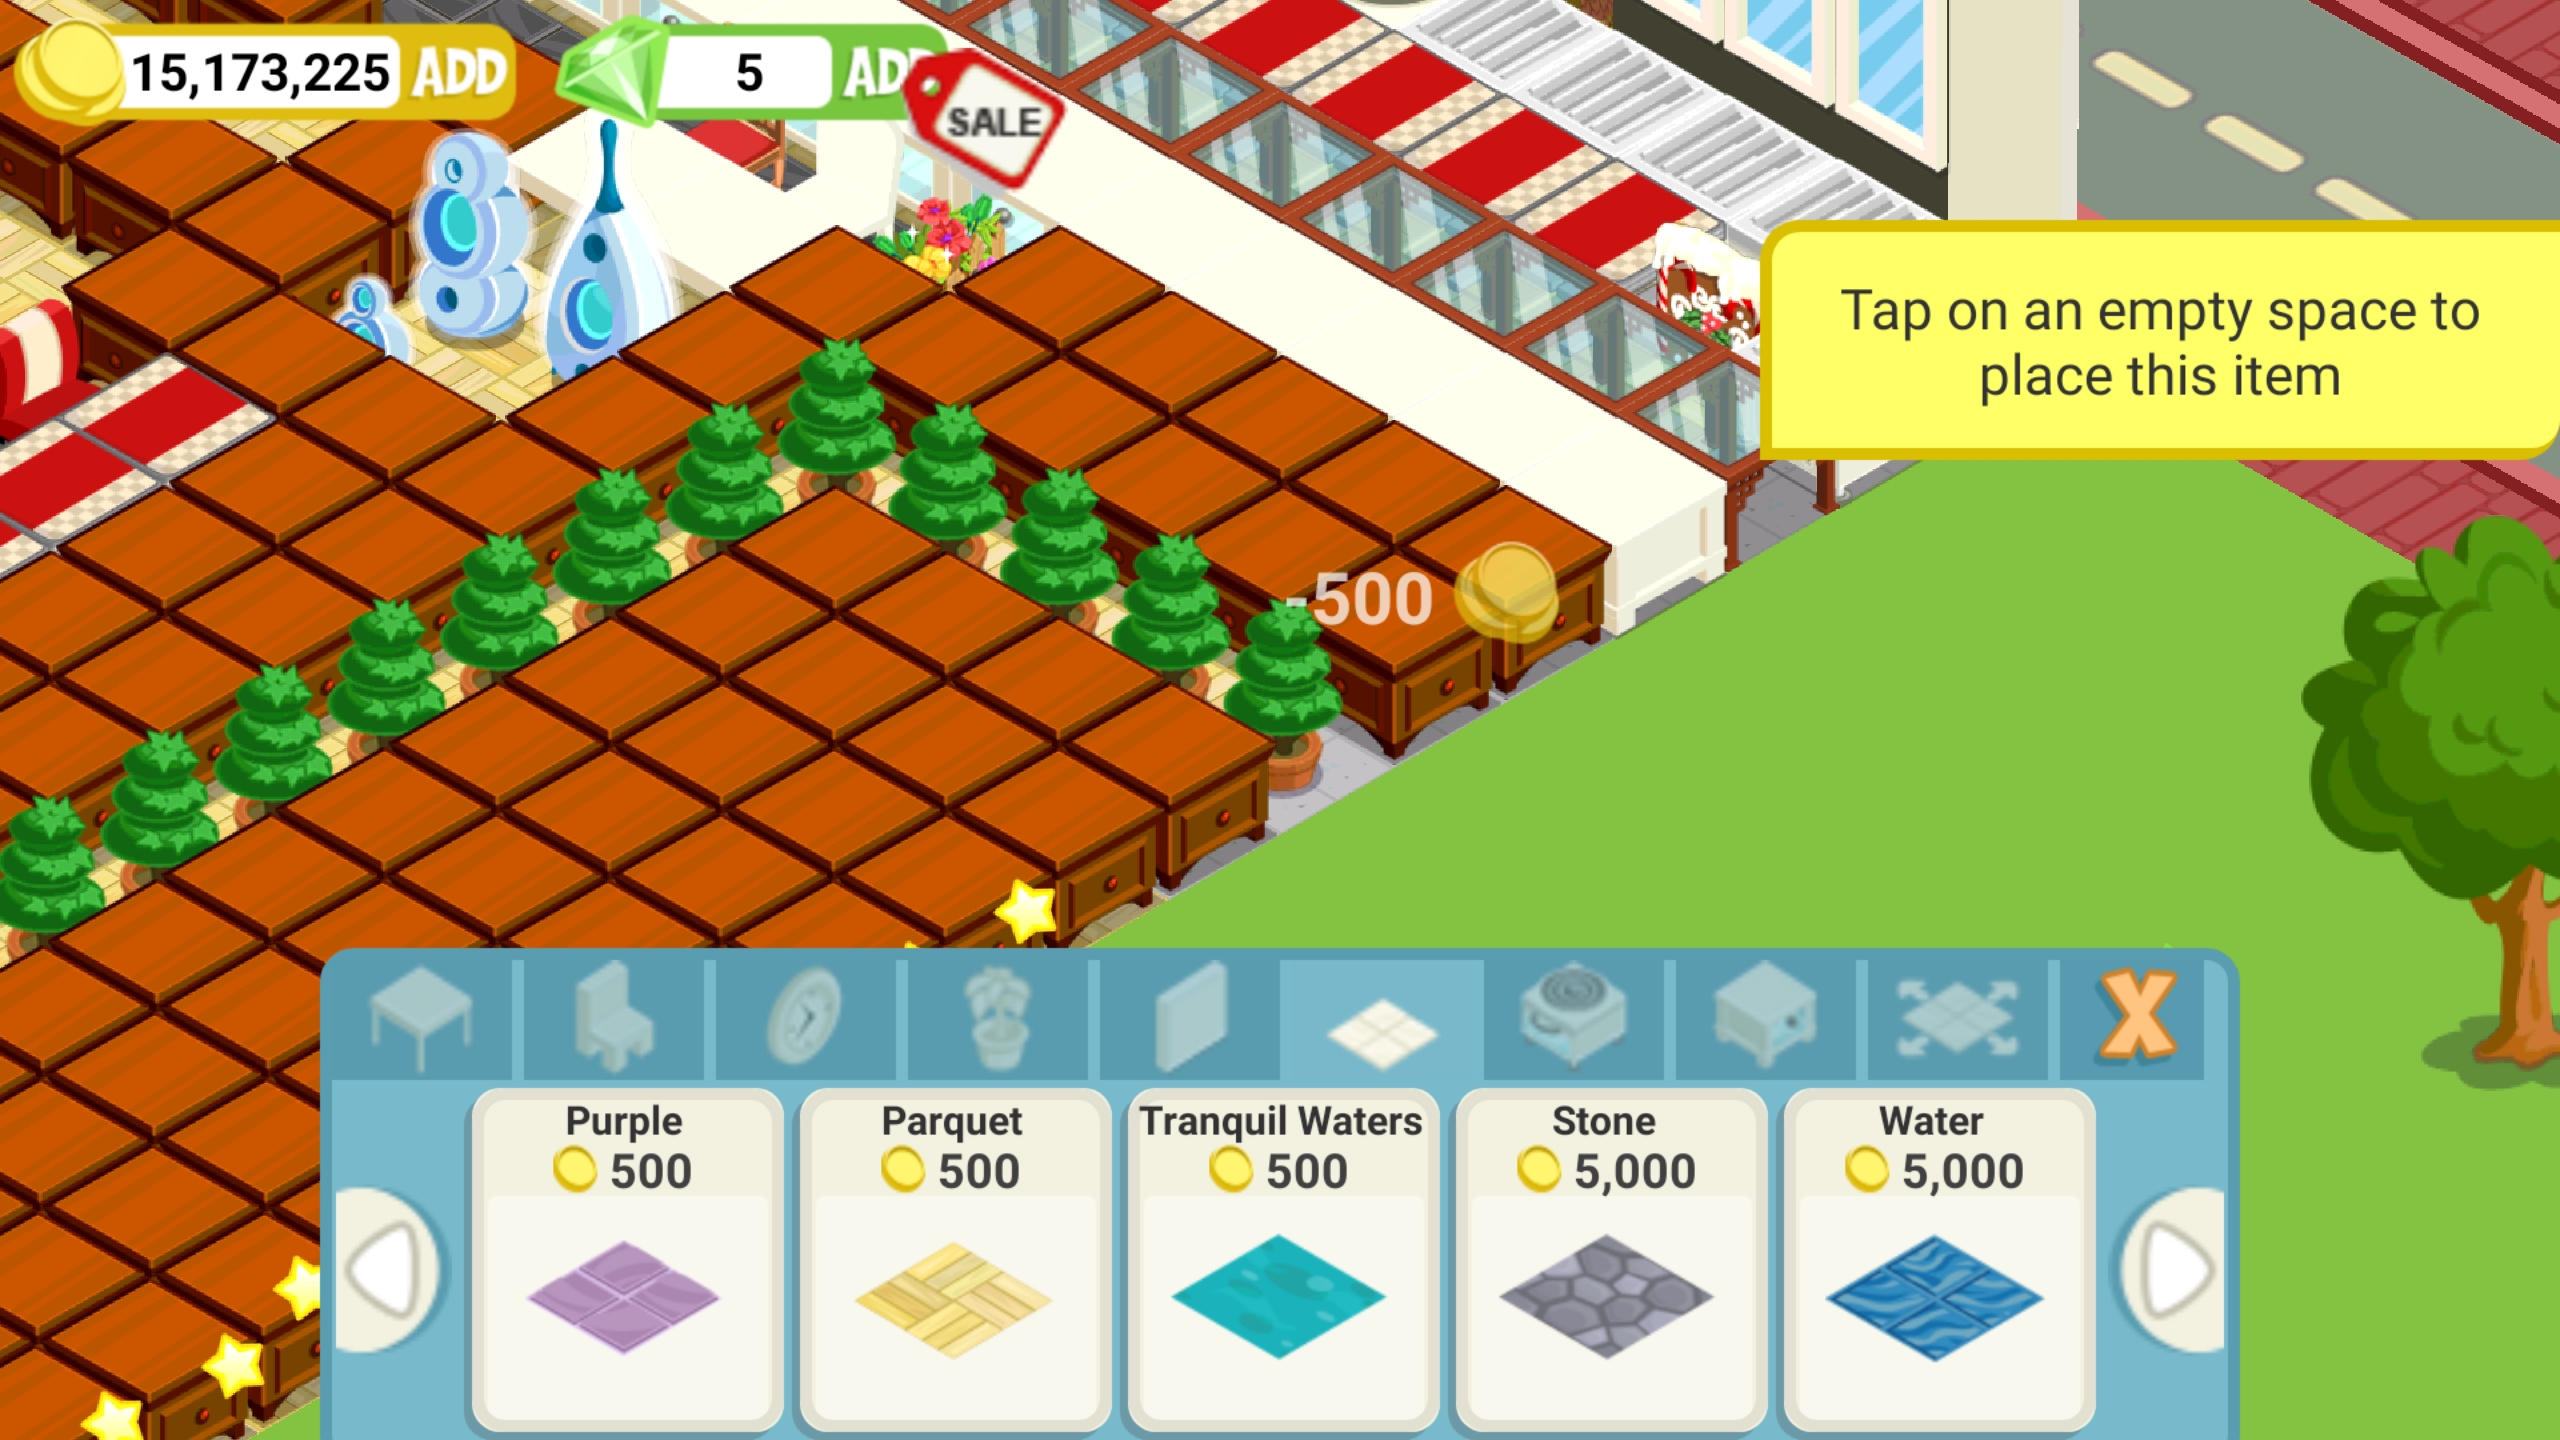 15,173,225 ADD
5 ADD
SALE
Tap on an empty space to
place this item
-500
X
Purple
500
Parquet
500
Tranquil Waters
500
Stone
5,000
Water
5,000